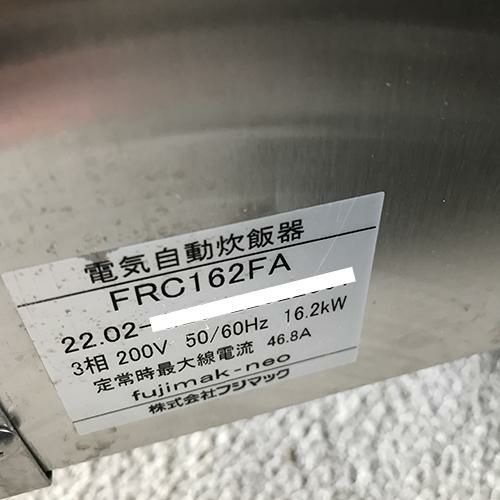 電気自動炊飯器
FRC162FA
22.02-
3相 200V 50/60Hz 16.2kW
定常時最大線電流 46.8A
fujimak-neo
株式会社フジマック